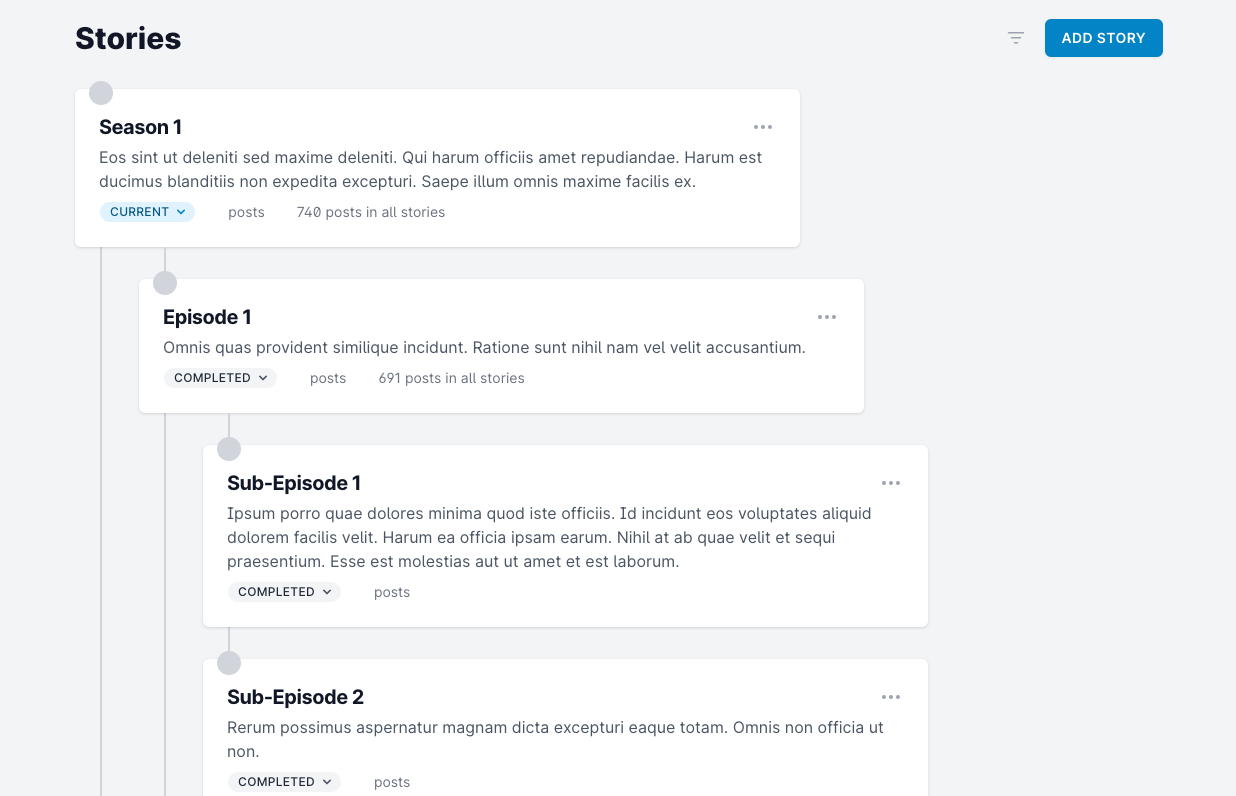 Stories
ADD STORY
Season 1
Eos sint ut deleniti sed maxime deleniti. Qui harum officiis amet repudiandae. Harum est
ducimus blanditiis non expedita excepturi. Saepe illum omnis maxime facilis ex.
CURRENT posts 740 posts in all stories
Episode 1
Omnis quas provident similique incidunt. Ratione sunt nihil nam vel velit accusantium.
COMPLETED posts 691 posts in all stories
Sub-Episode 1
Ipsum porro quae dolores minima quod iste officiis. Id incidunt eos voluptates aliquid
dolorem facilis velit. Harum ea officia ipsam earum. Nihil at ab quae velit et sequi
praesentium. Esse est molestias aut ut amet et est laborum.
COMPLETED posts
Sub-Episode 2
Rerum possimus aspernatur magnam dicta excepturi eaque totam. Omnis non officia ut
non.
COMPLETED posts